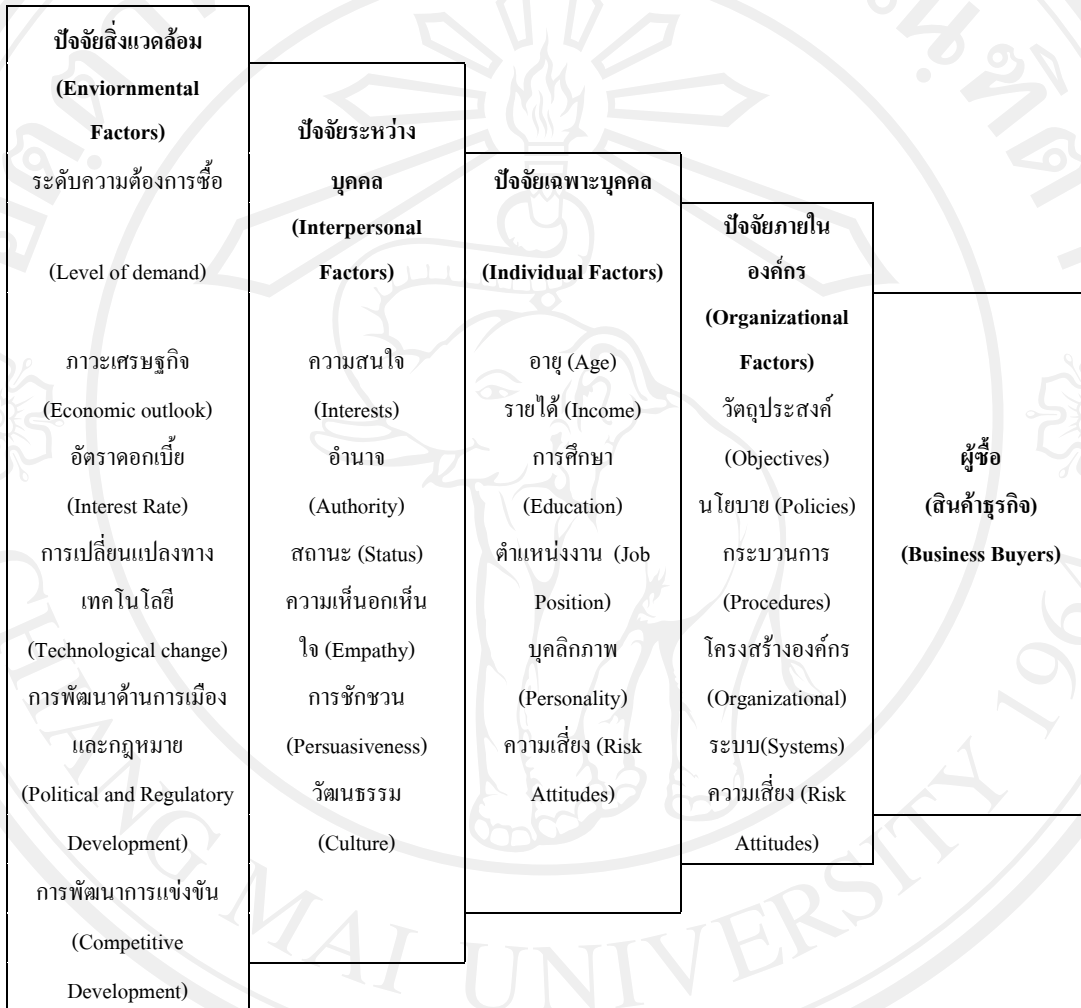 ปัจจัยสิ่งแวดล้อม
(Enviornmental
Factors)
ระดับความต้องการซื้อ
(Level of demand)
ภาวะเศรษฐกิจ
(Economic outlook)
อัตราดอกเบี้ย
(Interest Rate)
การเปลี่ยนแปลงทาง
เทคโนโลยี
(Technological change)
การพัฒนาด้านการเมือง
และกฎหมาย
(Political and Regulatory
Development)
การพัฒนาการแข่งขัน
(Competitive
Development)
ปัจจัยระหว่าง
บุคคล
(Interpersonal
Factors)
ความสนใจ
(Interests)
อำนาจ
(Authority)
สถานะ (Status)
ความเห็นอกเห็น
ใจ (Empathy)
การชักชวน
(Persuasiveness)
วัฒนธรรม
(Culture)
ปัจจัยเฉพาะบุคคล
(Individual Factors)
อายุ (Age)
รายได้ (Income)
การศึกษา
(Education)
ตำแหน่งงาน (Job
Position)
บุคลิกภาพ
(Personality)
ความเสี่ยง (Risk
Attitudes)
ปัจจัยภายใน
องค์กร
(Organizational
Factors)
วัตถุประสงค์
(Objectives)
นโยบาย (Policies)
กระบวนการ
(Procedures)
โครงสร้างองค์กร
(Organizational)
ระบบ(Systems)
ความเสี่ยง (Risk
Attitudes)
ผู้ซื้อ
(สินค้าธุรกิจ)
(Business Buyers)
CHIANG MAI UNIVERSITY 196